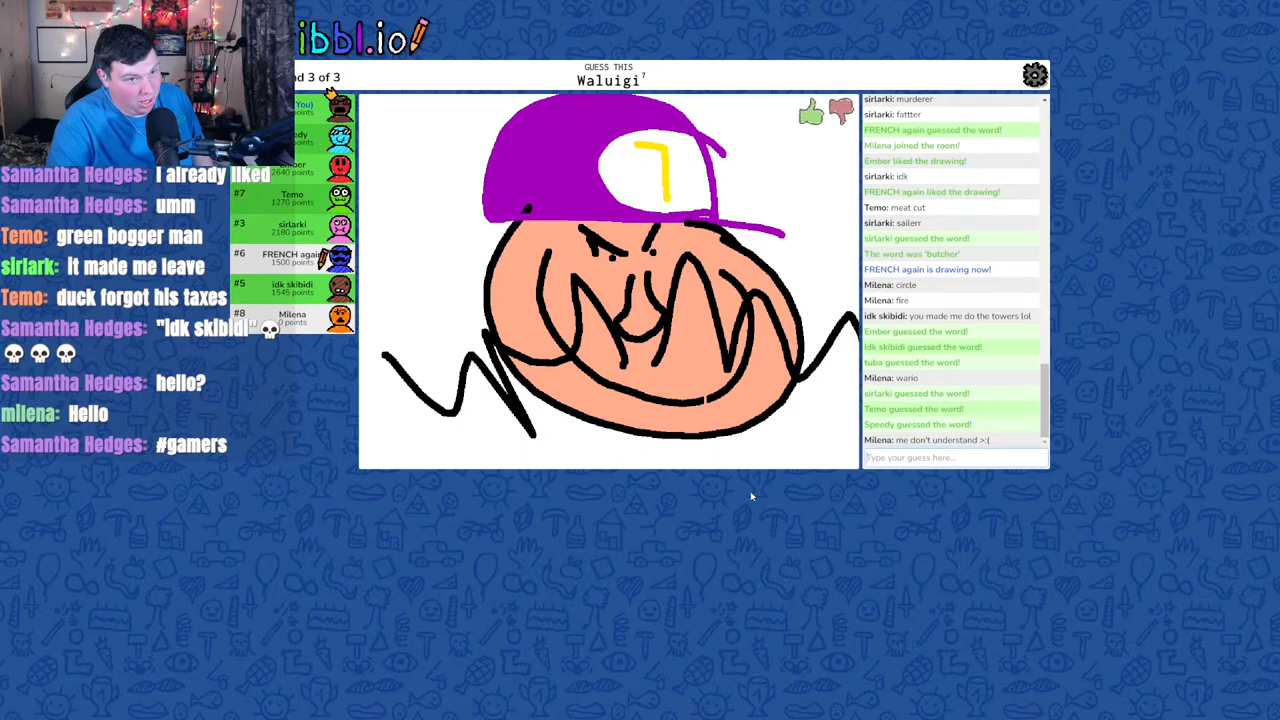 ibbl.io
nd 3 of 3
GUESS THIS
Waluigi 7
Samantha Hedges: I already liked
Samantha Hedges: umm
Temo: green bogger man
sirlark: It made me leave
Temo: duck forgot his taxes
Samantha Hedges: "Idk skibidi" 💀
💀 💀 💀
Samantha Hedges: hello?
milena: Hello
Samantha Hedges: #gamers
(You)
points
edy
points
Ember
2640 points
#7 Temo
1270 points
#3 sirlarki
2180 points
#6 FRENCH again
1500 points
#5 idk skibidi
1545 points
#8 Milena
0 points
sirlarki: murderer
sirlarki: fattter
FRENCH again guessed the word!
Milena joined the room!
Ember liked the drawing!
sirlarki: idk
FRENCH again liked the drawing!
Temo: meat cut
sirlarki: sailerr
sirlarki guessed the word!
The word was 'butcher'
FRENCH again is drawing now!
Milena: circle
Milena: fire
idk skibidi: you made me do the towers lol
Ember guessed the word!
idk skibidi guessed the word!
tuba guessed the word!
Milena: wario
sirlarki guessed the word!
Temo guessed the word!
Speedy guessed the word!
Milena: me don't understand >:(
Type your guess here...